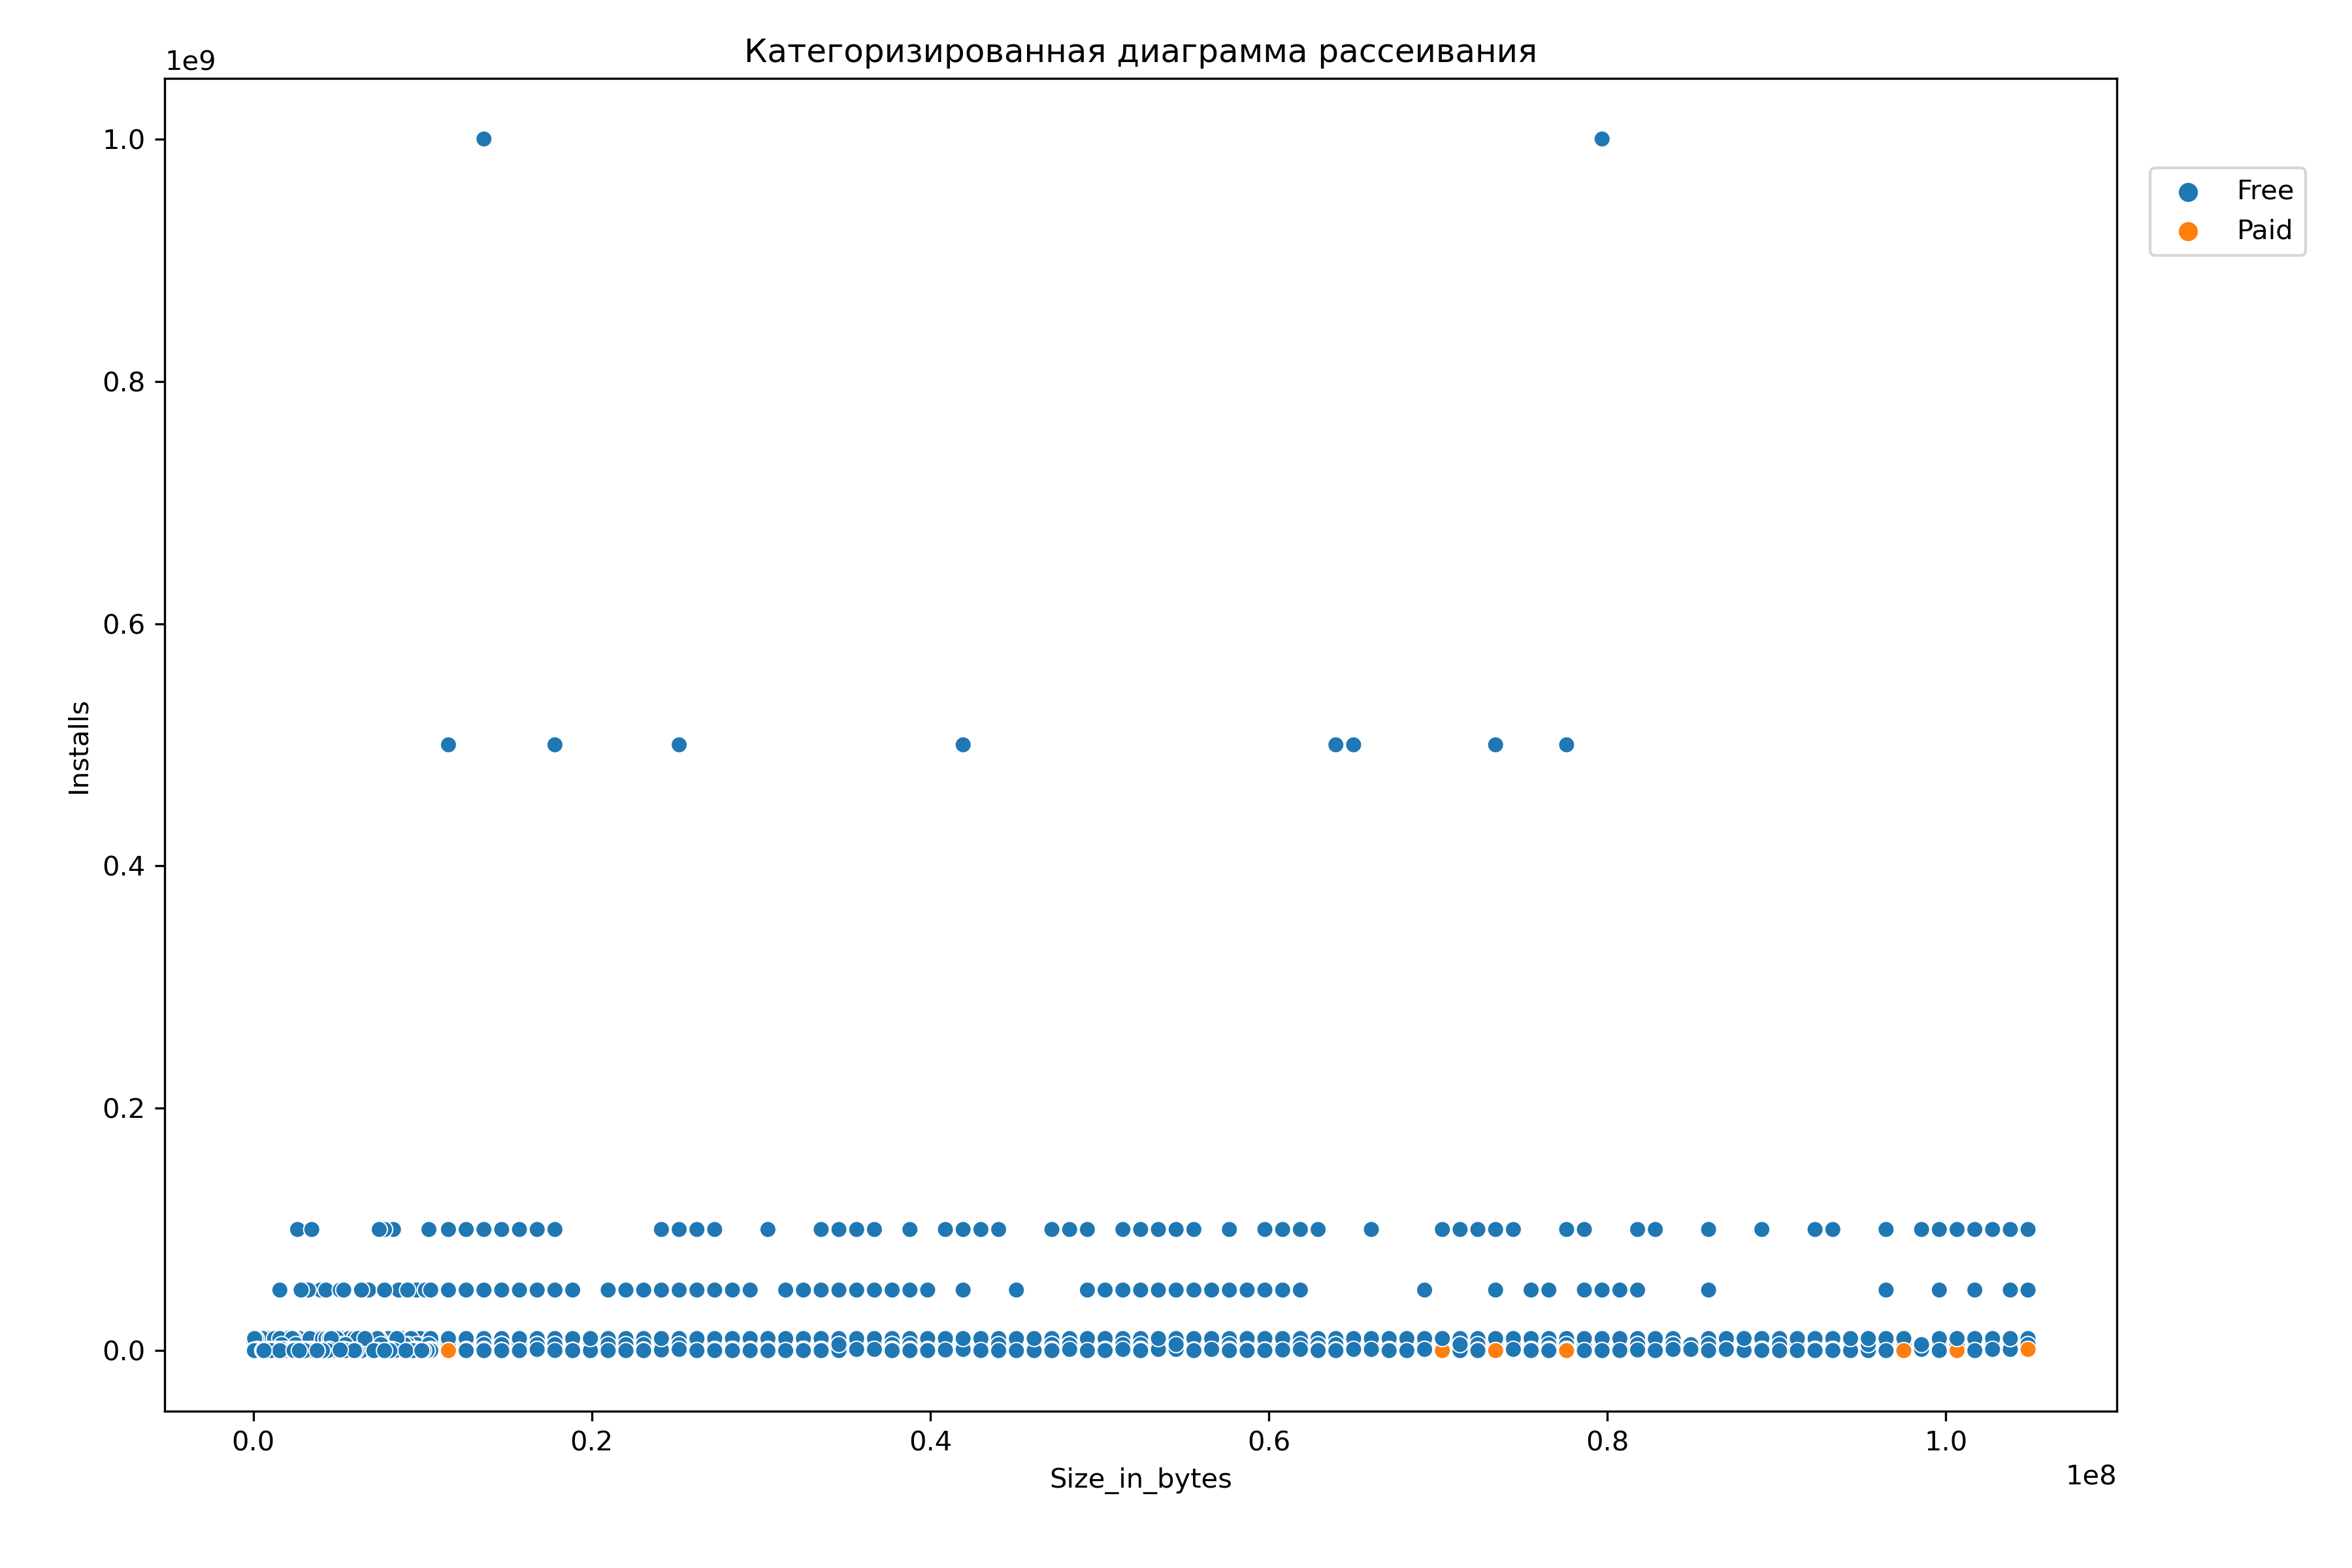 Категоризированная диаграмма рассеивания
1e9
1.0
0.8
0.6
0.4
0.2
0.0
Installs
Free
Paid
0.0 0.2 0.4 0.6 0.8 1.0
Size_in_bytes
1e8